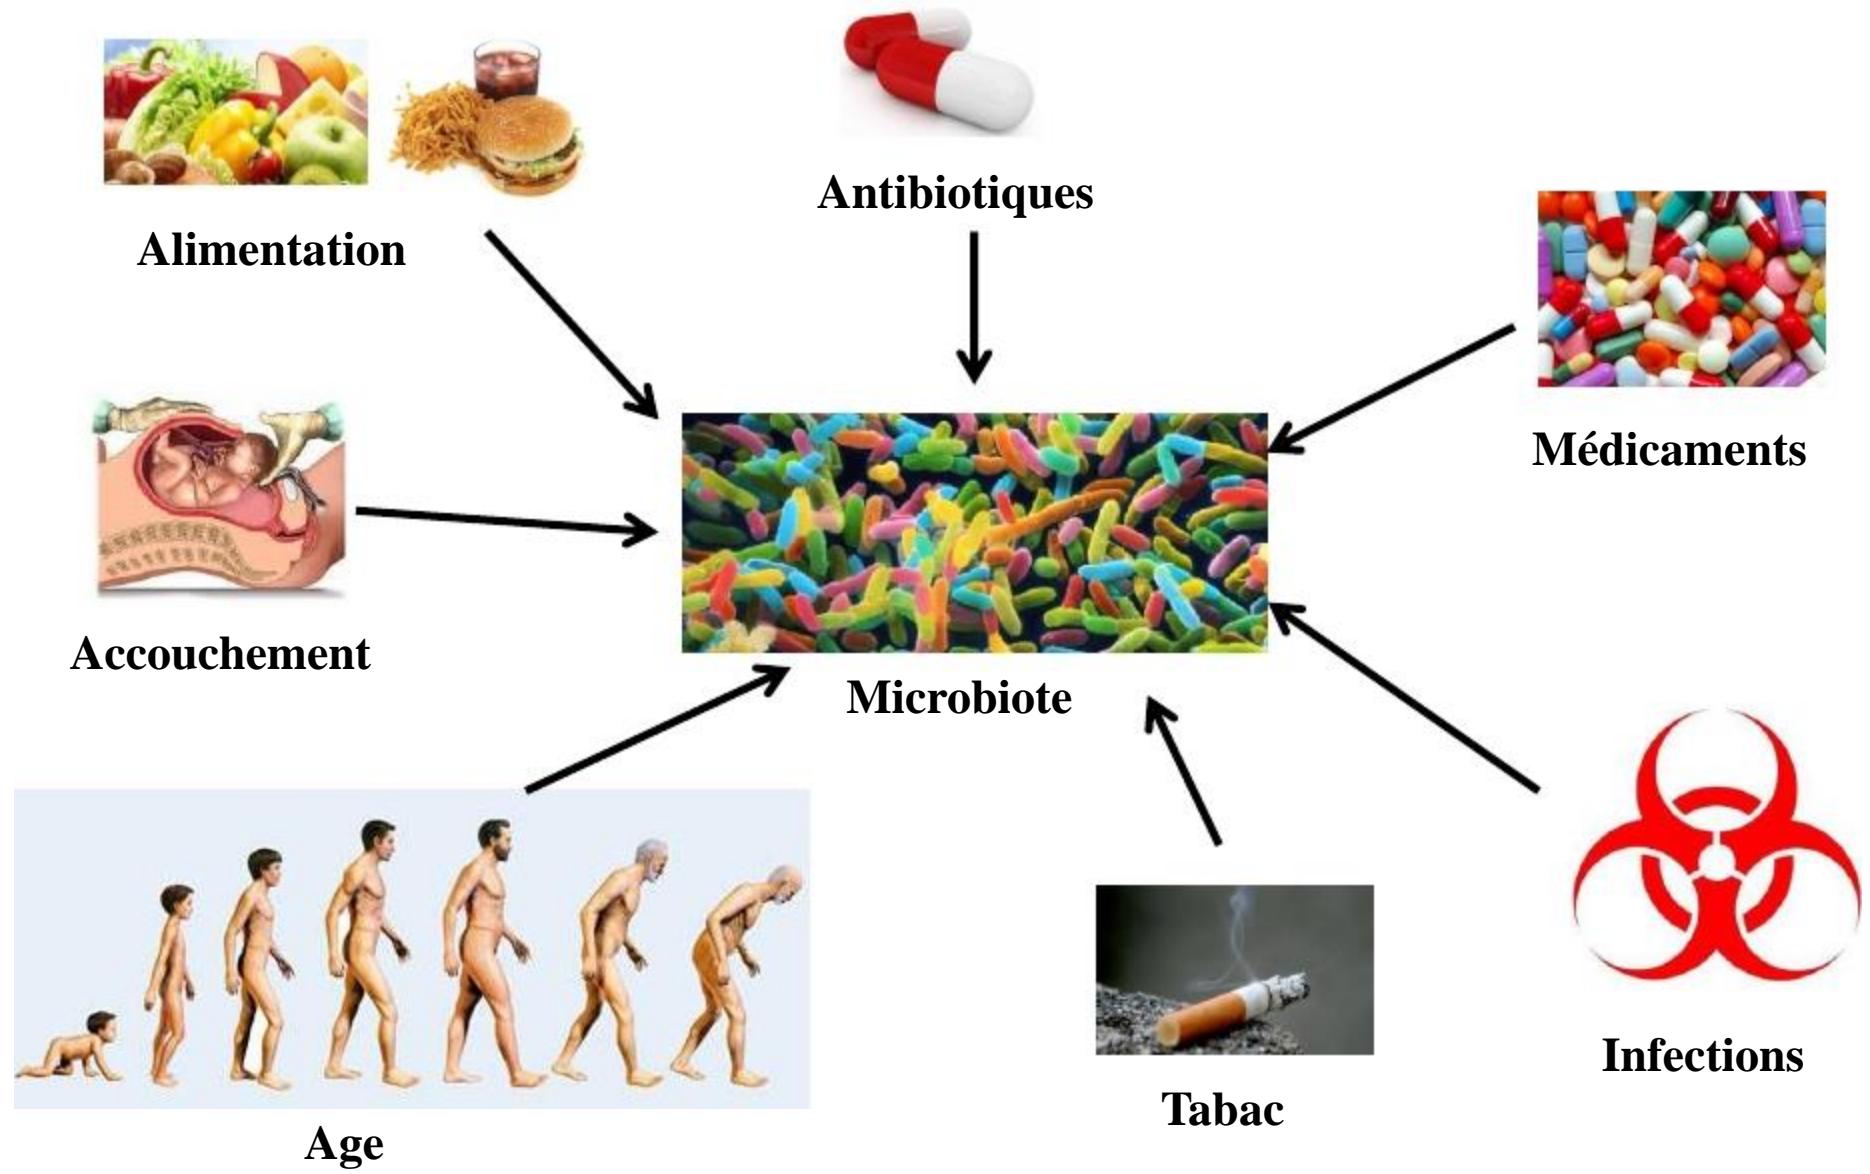 Antibiotiques
Alimentation
Médicaments
Accouchement
Microbiote
Infections
Tabac
Age